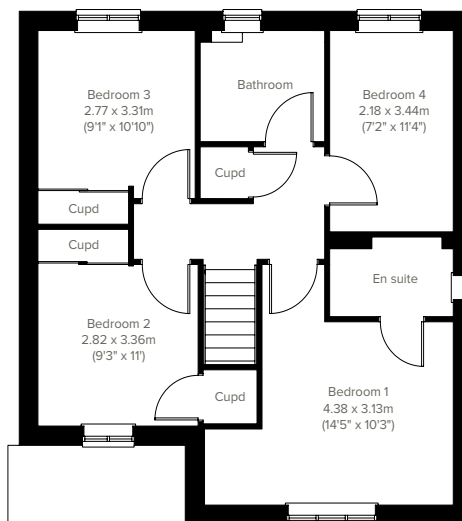 Bedroom 3
2.77 x 3.31m
(9'1" x 10'10")
Bathroom
Bedroom 4
2.18 x 3.44m
(7'2" x 11'4")
Cupd
Cupd
Cupd
En suite
Bedroom 2
2.82 x 3.36m
(9'3" x 11')
Cupd
Bedroom 1
4.38 x 3.13m
(14'5" x 10'3")